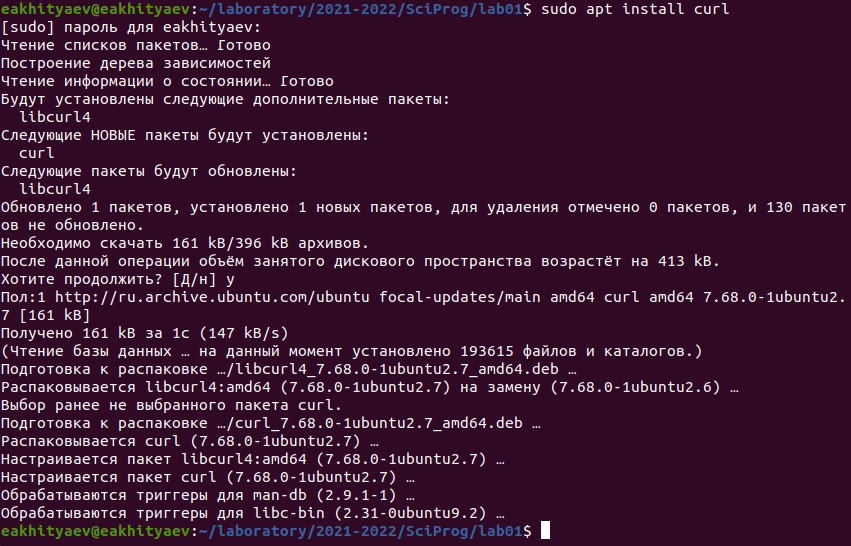 eakhityaev@eakhityaev:~/laboratory/2021-2022/SciProg/lab01$ sudo apt install curl
[sudo] пароль для eakhityaev:
Чтение списков пакетов… Готово
Построение дерева зависимостей
Чтение информации о состоянии… Готово
Будут установлены следующие дополнительные пакеты:
  libcurl4
Следующие НОВЫЕ пакеты будут установлены:
  curl
Следующие пакеты будут обновлены:
  libcurl4
Обновлено 1 пакетов, установлено 1 новых пакетов, для удаления отмечено 0 пакетов, и 130 пакет
ов не обновлено.
Необходимо скачать 161 kB/396 kB архивов.
После данной операции объём занятого дискового пространства возрастёт на 413 kB.
Хотите продолжить? [Д/н] y
Пол:1 http://ru.archive.ubuntu.com/ubuntu focal-updates/main amd64 curl amd64 7.68.0-1ubuntu2.
7 [161 kB]
Получено 161 kB за 1с (147 kB/s)
(Чтение базы данных … на данный момент установлено 193615 файлов и каталогов.)
Подготовка к распаковке …/libcurl4_7.68.0-1ubuntu2.7_amd64.deb …
Распаковывается libcurl4:amd64 (7.68.0-1ubuntu2.7) на замену (7.68.0-1ubuntu2.6) …
Выбор ранее не выбранного пакета curl.
Подготовка к распаковке …/curl_7.68.0-1ubuntu2.7_amd64.deb …
Распаковывается curl (7.68.0-1ubuntu2.7) …
Настраивается пакет libcurl4:amd64 (7.68.0-1ubuntu2.7) …
Настраивается пакет curl (7.68.0-1ubuntu2.7) …
Обрабатываются триггеры для man-db (2.9.1-1) …
Обрабатываются триггеры для libc-bin (2.31-0ubuntu9.2) …
eakhityaev@eakhityaev:~/laboratory/2021-2022/SciProg/lab01$